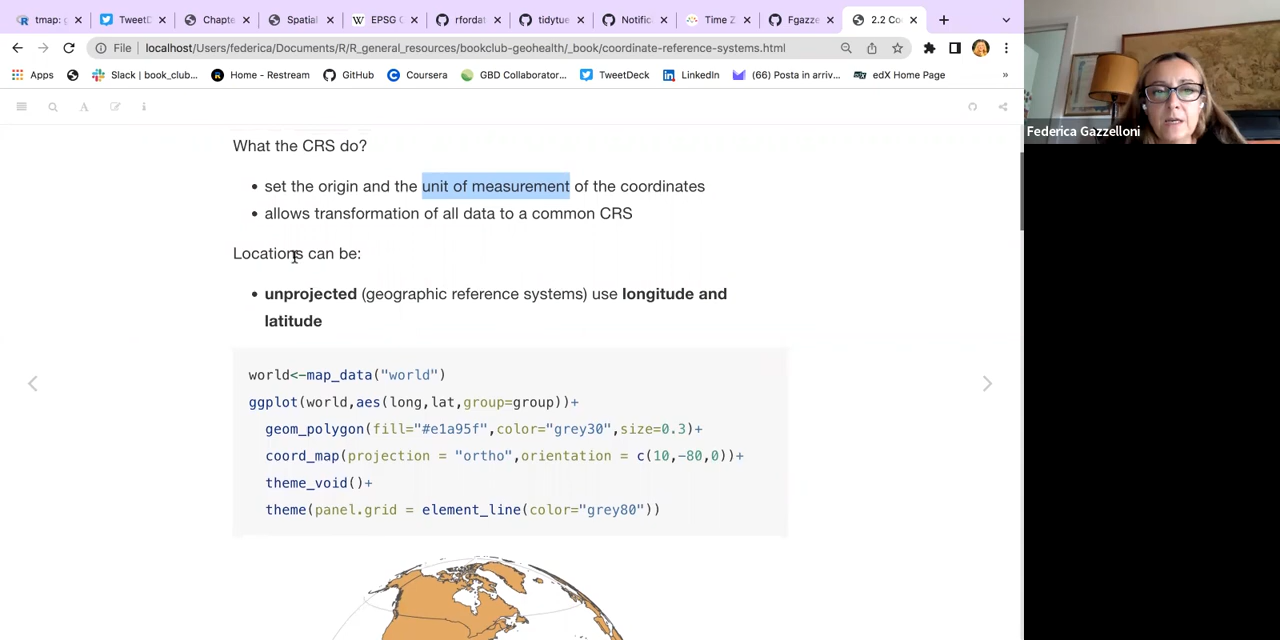 tmap: g
TweetD
Chapte
Spatial
EPSG C
rfordat
tidytue
Notific
Time Z
Fgazze
2.2 Co
File localhost/Users/federica/Documents/R/R_general_resources/bookclub-geohealth/_book/coordinate-reference-systems.html
Apps
Slack | book_club...
Home - Restream
GitHub
Coursera
GBD Collaborator...
TweetDeck
LinkedIn
(66) Posta in arriv...
edX Home Page
»
Federica Gazzelloni
What the CRS do?
• set the origin and the unit of measurement of the coordinates
• allows transformation of all data to a common CRS
Locations can be:
• unprojected (geographic reference systems) use longitude and
latitude
world<-map_data("world")
ggplot(world,aes(long,lat,group=group))+
geom_polygon(fill="#e1a95f",color="grey30",size=0.3)+
coord_map(projection = "ortho",orientation = c(10,-80,0))+
theme_void()+
theme(panel.grid = element_line(color="grey80"))